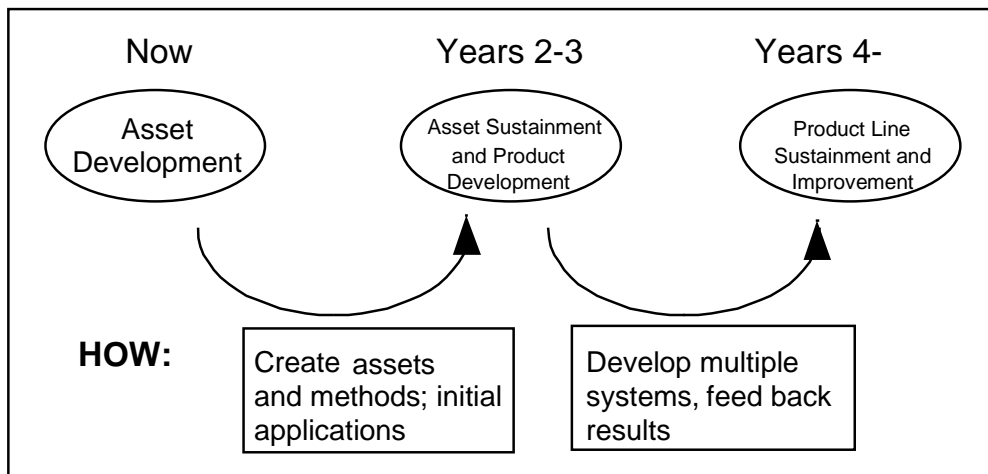 Now
Years 2-3
Years 4-
Asset
Development
Asset Sustainment
and Product
Development
Product Line
Sustainment and
Improvement
HOW:
Create assets
and methods; initial
applications
Develop multiple
systems, feed back
results